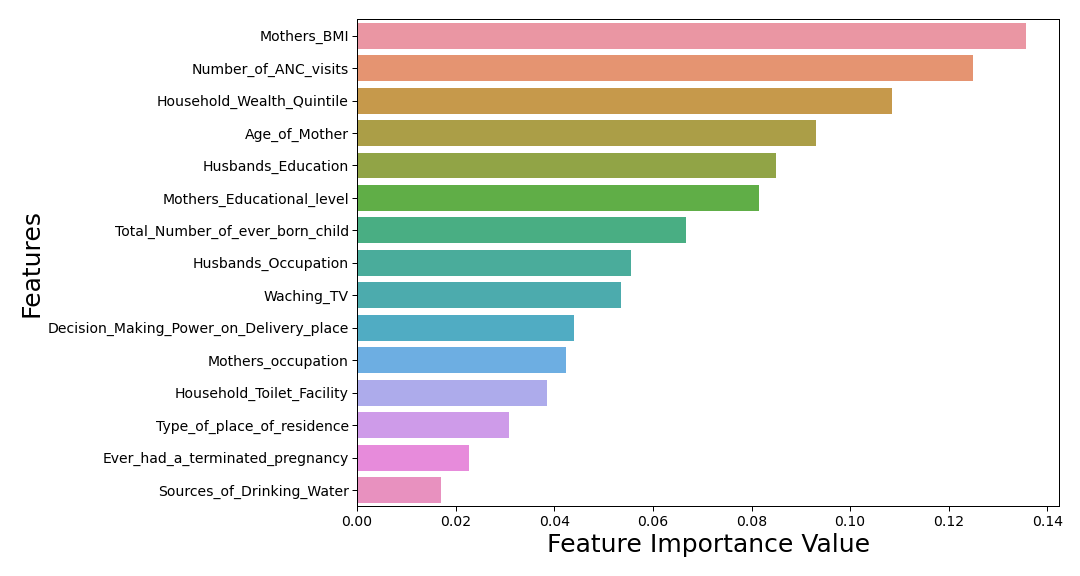 Features
Mothers_BMI
Number_of_ANC_visits
Household_Wealth_Quintile
Age_of_Mother
Husbands_Education
Mothers_Educational_level
Total_Number_of_ever_born_child
Husbands_Occupation
Waching_TV
Decision_Making_Power_on_Delivery_place
Mothers_occupation
Household_Toilet_Facility
Type_of_place_of_residence
Ever_had_a_terminated_pregnancy
Sources_of_Drinking_Water
0.00 0.02 0.04 0.06 0.08 0.10 0.12 0.14
Feature Importance Value